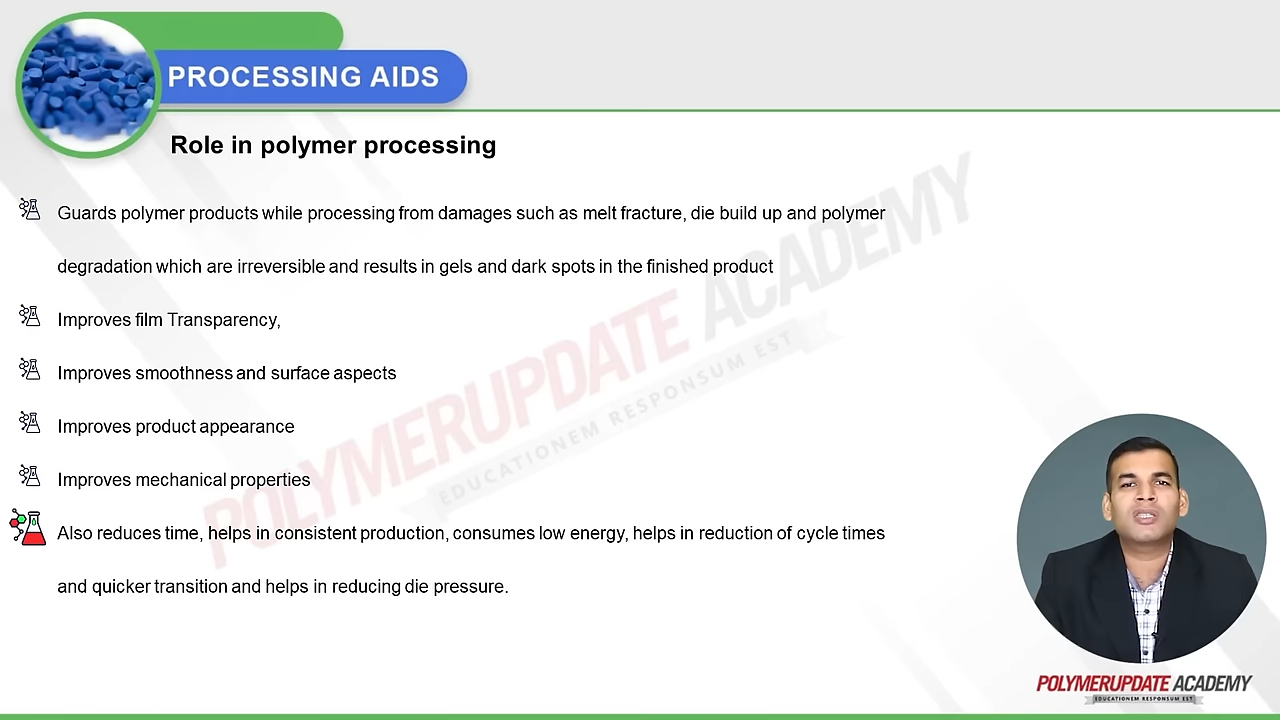 PROCESSING AIDS
Role in polymer processing
Guards polymer products while processing from damages such as melt fracture, die build up and polymer
degradation which are irreversible and results in gels and dark spots in the finished product
Improves film Transparency,
Improves smoothness and surface aspects
Improves product appearance
Improves mechanical properties
Also reduces time, helps in consistent production, consumes low energy, helps in reduction of cycle times
and quicker transition and helps in reducing die pressure.
POLYMERUPDATE ACADEMY
EDUCATIONEM RESPONSUM EST
POLYMERUPDATE ACADEMY
EDUCATIONEM RESPONSUM EST